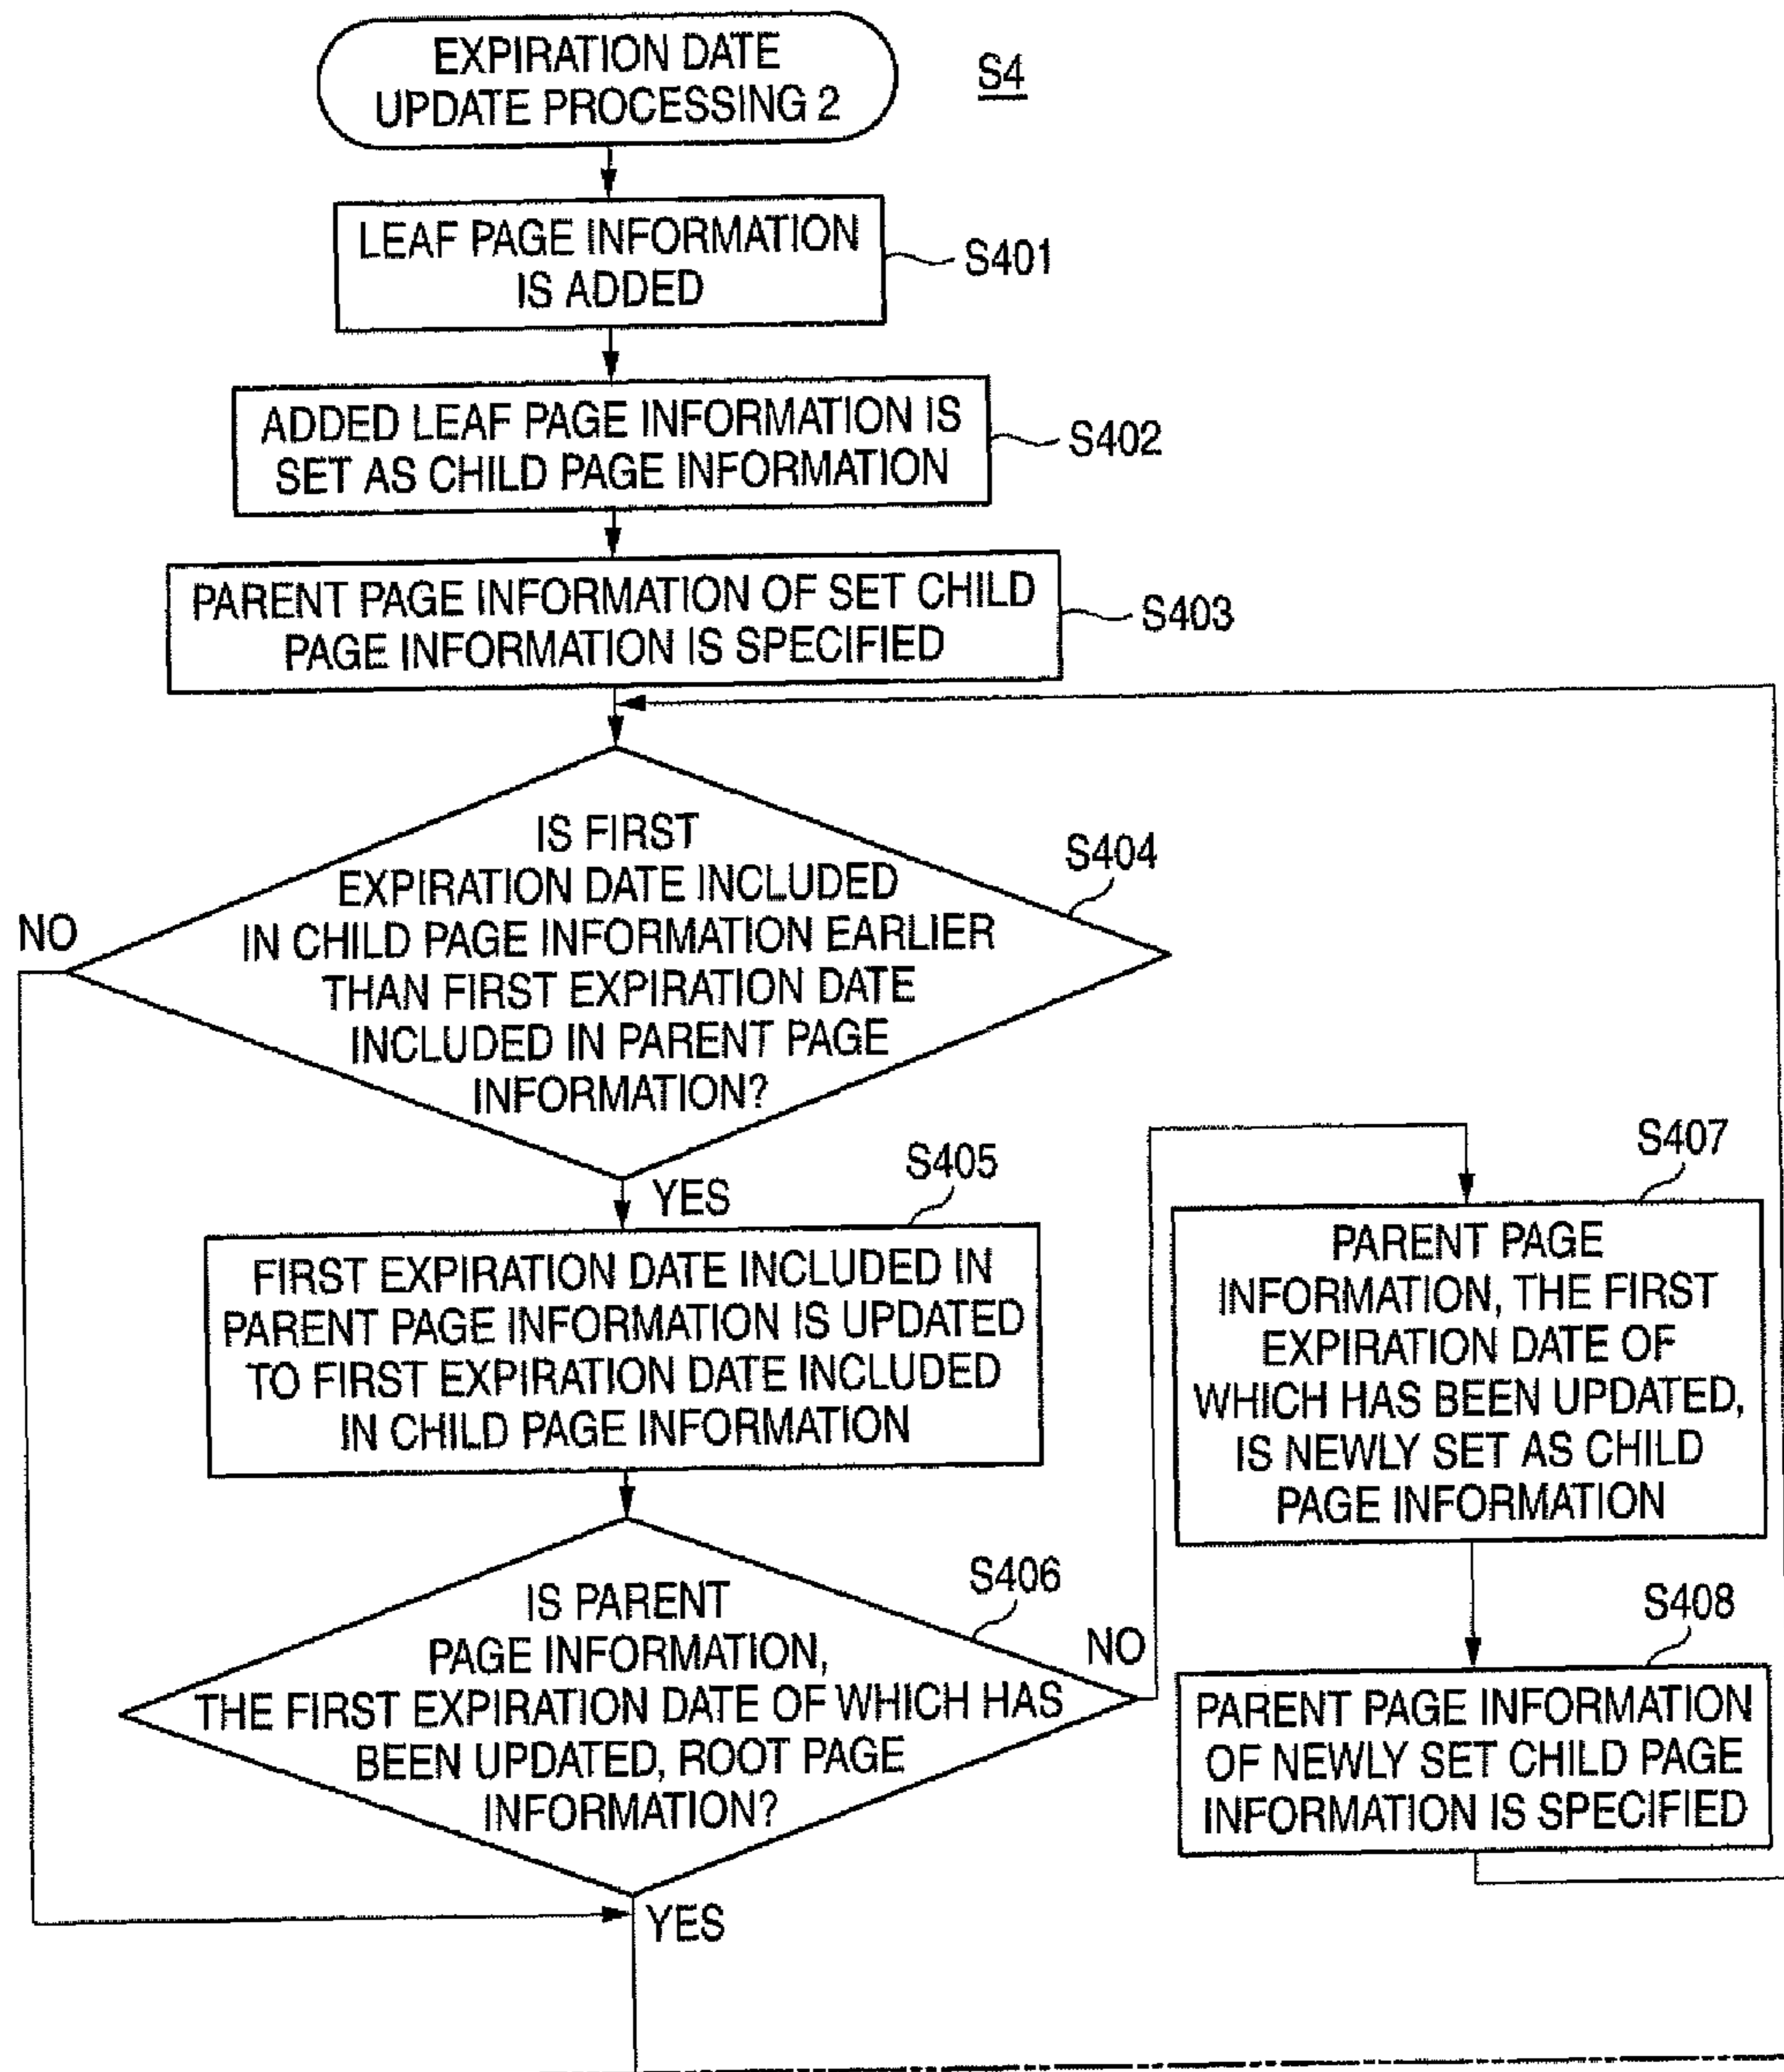 EXPIRATION DATE
UPDATE PROCESSING 2
S4
LEAF PAGE INFORMATION
IS ADDED
S401
ADDED LEAF PAGE INFORMATION IS
SET AS CHILD PAGE INFORMATION
S402
PARENT PAGE INFORMATION OF SET CHILD
PAGE INFORMATION IS SPECIFIED
S403
IS FIRST
EXPIRATION DATE INCLUDED
IN CHILD PAGE INFORMATION EARLIER
THAN FIRST EXPIRATION DATE
INCLUDED IN PARENT PAGE
INFORMATION?
S404
NO
YES
S405
FIRST EXPIRATION DATE INCLUDED IN
PARENT PAGE INFORMATION IS UPDATED
TO FIRST EXPIRATION DATE INCLUDED
IN CHILD PAGE INFORMATION
IS PARENT
PAGE INFORMATION,
THE FIRST EXPIRATION DATE OF WHICH HAS
BEEN UPDATED, ROOT PAGE
INFORMATION?
S406
NO
YES
S407
PARENT PAGE
INFORMATION, THE FIRST
EXPIRATION DATE OF
WHICH HAS BEEN UPDATED,
IS NEWLY SET AS CHILD
PAGE INFORMATION
S408
PARENT PAGE INFORMATION
OF NEWLY SET CHILD PAGE
INFORMATION IS SPECIFIED